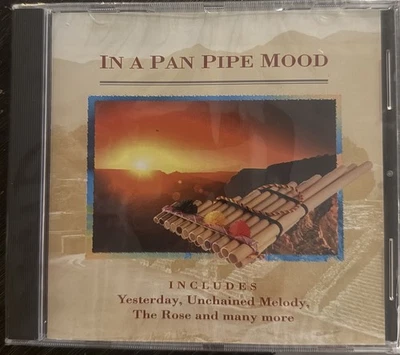 IN A PAN PIPE MOOD
INCLUDES
Yesterday, Unchained Melody,
The Rose and many more